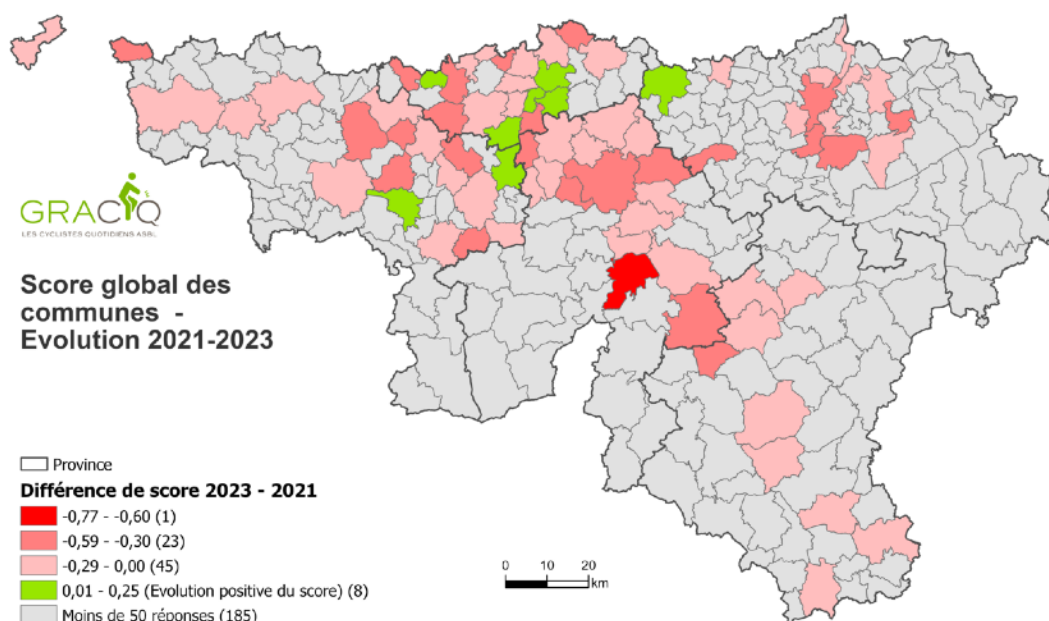 GRACQ
LES CYCLISTES QUOTIDIENS ASBL
Score global des
communes -
Evolution 2021-2023
Province
Différence de score 2023 - 2021
-0,77 - -0,60 (1)
-0,59 - -0,30 (23)
-0,29 - 0,00 (45)
0,01 - 0,25 (Evolution positive du score) (8)
Moins de 50 réponses (185)
0 10 20
km